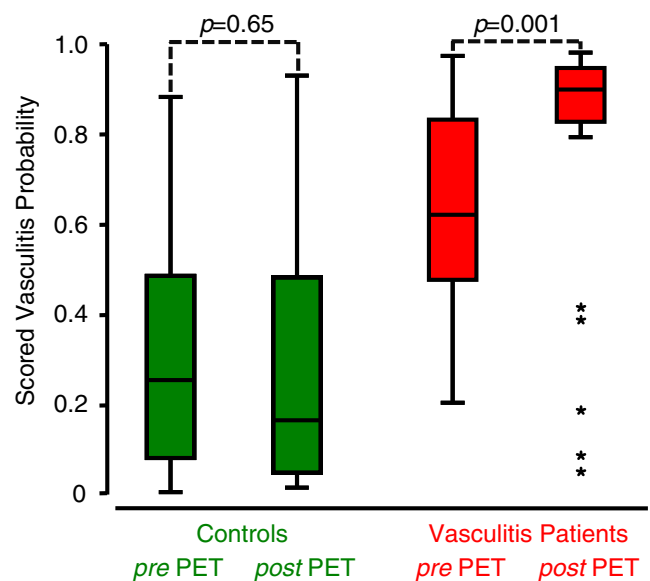 p=0.65
p=0.001
Scored Vasculitis Probability
1.0
0.8
0.6
0.4
0.2
0
*
*
*
*
*
Controls
Vasculitis Patients
pre PET
post PET
pre PET
post PET